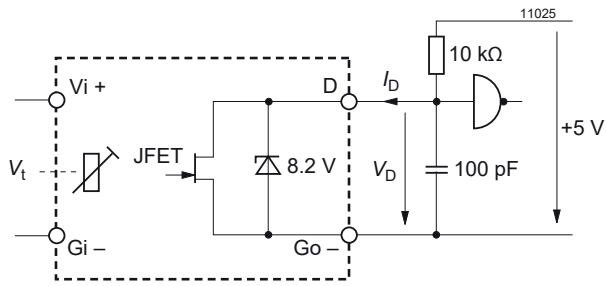 11025
10 kΩ
Vi +
D
I_D
+5 V
JFET
V_t
8.2 V
V_D
100 pF
Gi –
Go –